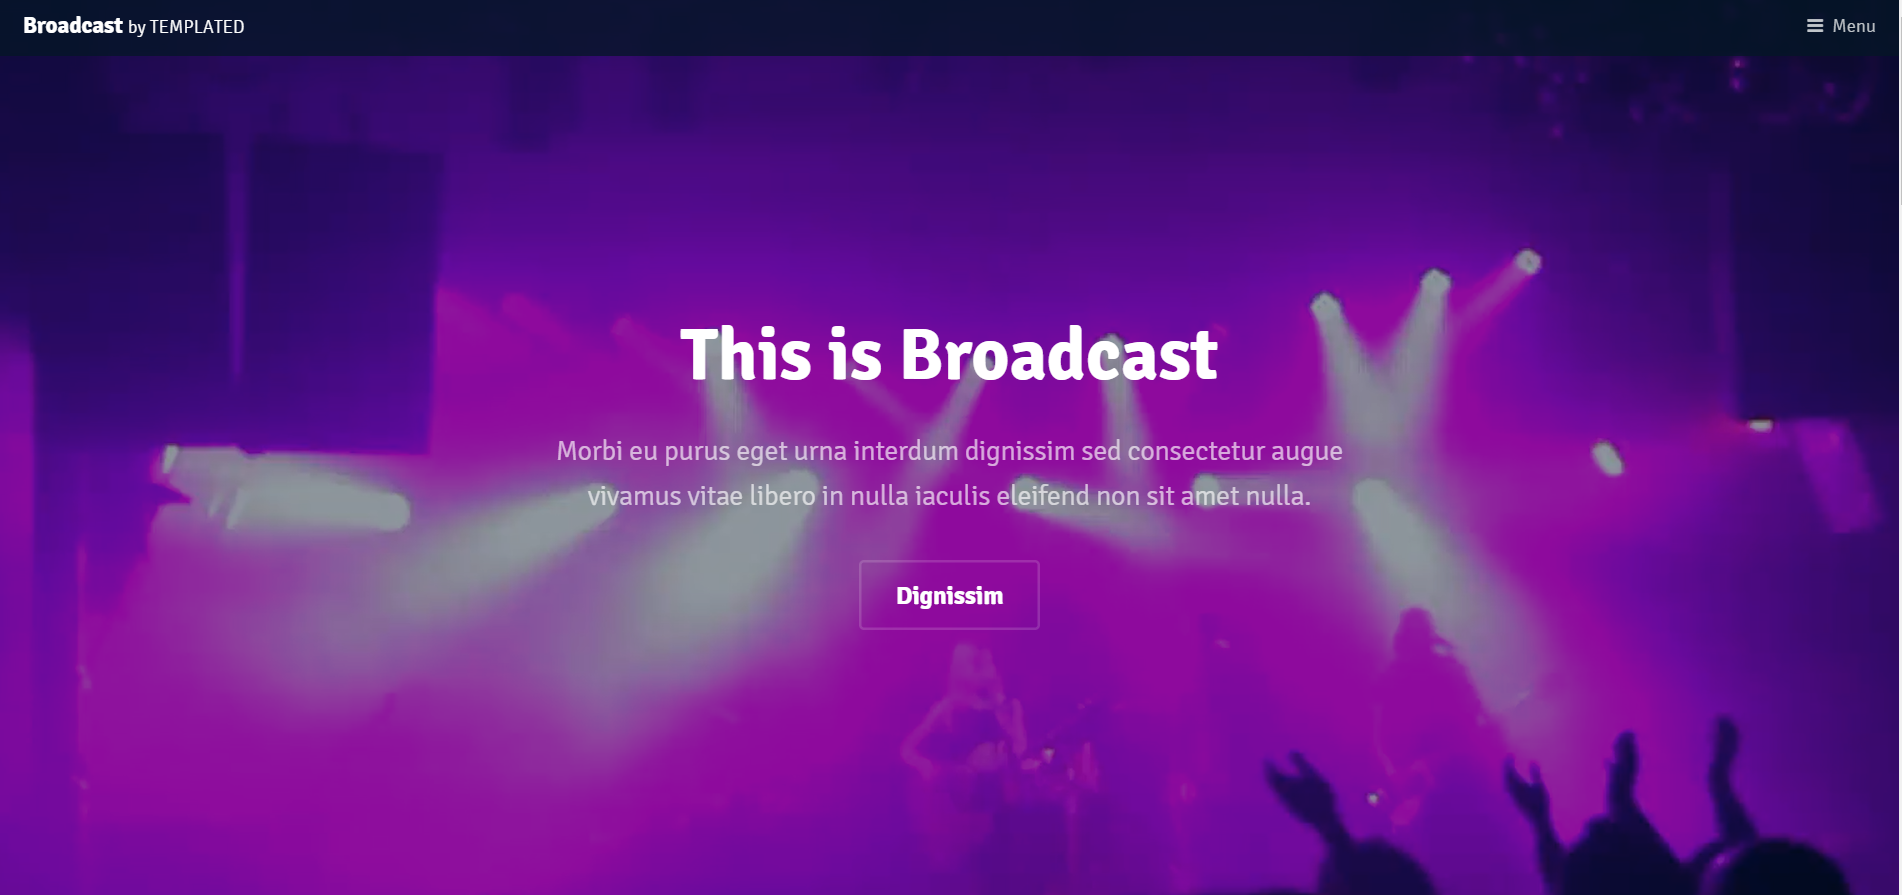 Broadcast by TEMPLATED
Menu
This is Broadcast
Morbi eu purus eget urna interdum dignissim sed consectetur augue
vivamus vitae libero in nulla iaculis eleifend non sit amet nulla.
Dignissim